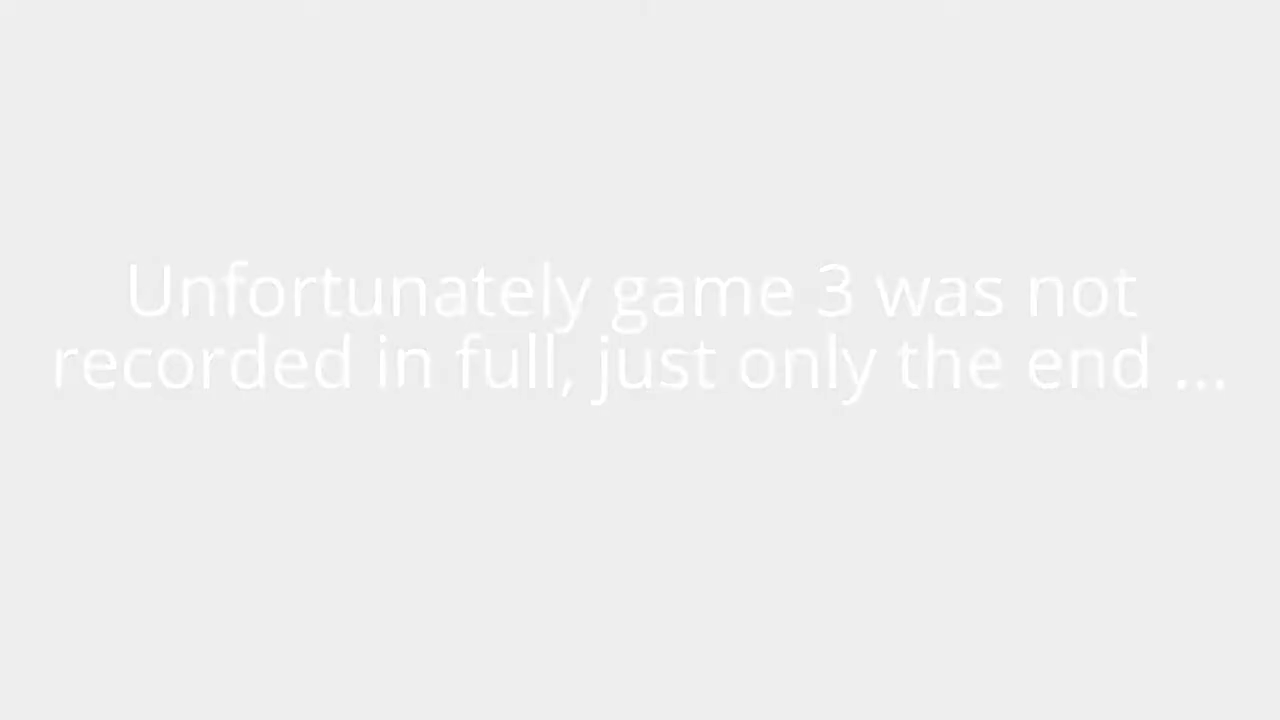 Unfortunately game 3 was not
recorded in full, just only the end ...